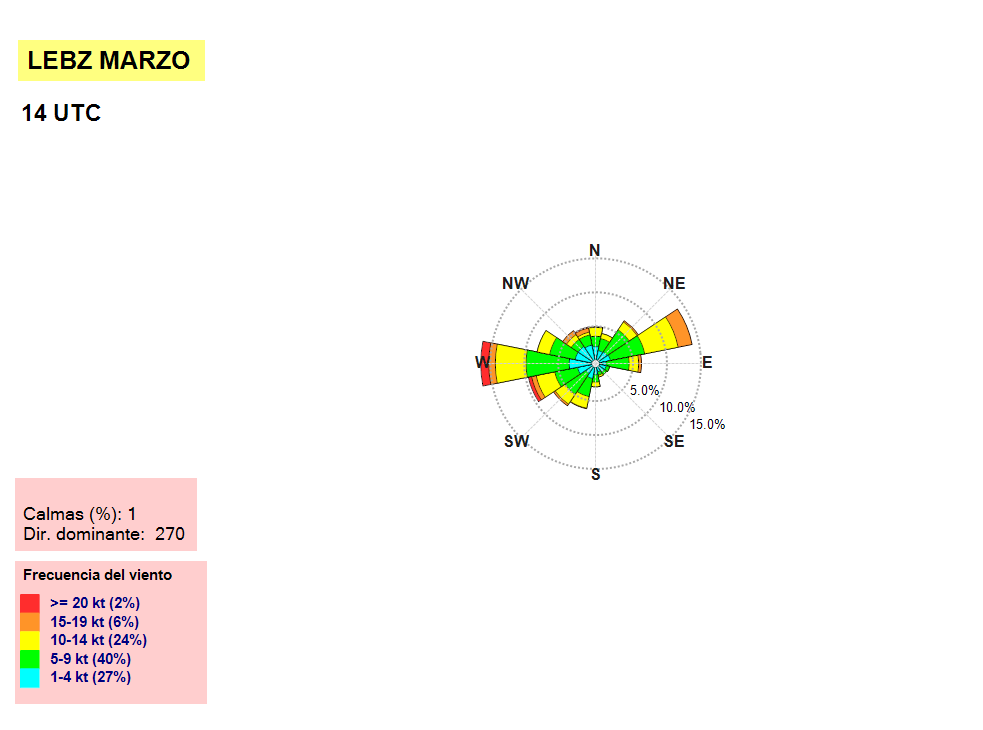 LEBZ MARZO
14 UTC
N
NW
NE
W
E
5.0%
10.0%
15.0%
SW
SE
S
Calmas (%): 1
Dir. dominante: 270
Frecuencia del viento
>= 20 kt (2%)
15-19 kt (6%)
10-14 kt (24%)
5-9 kt (40%)
1-4 kt (27%)